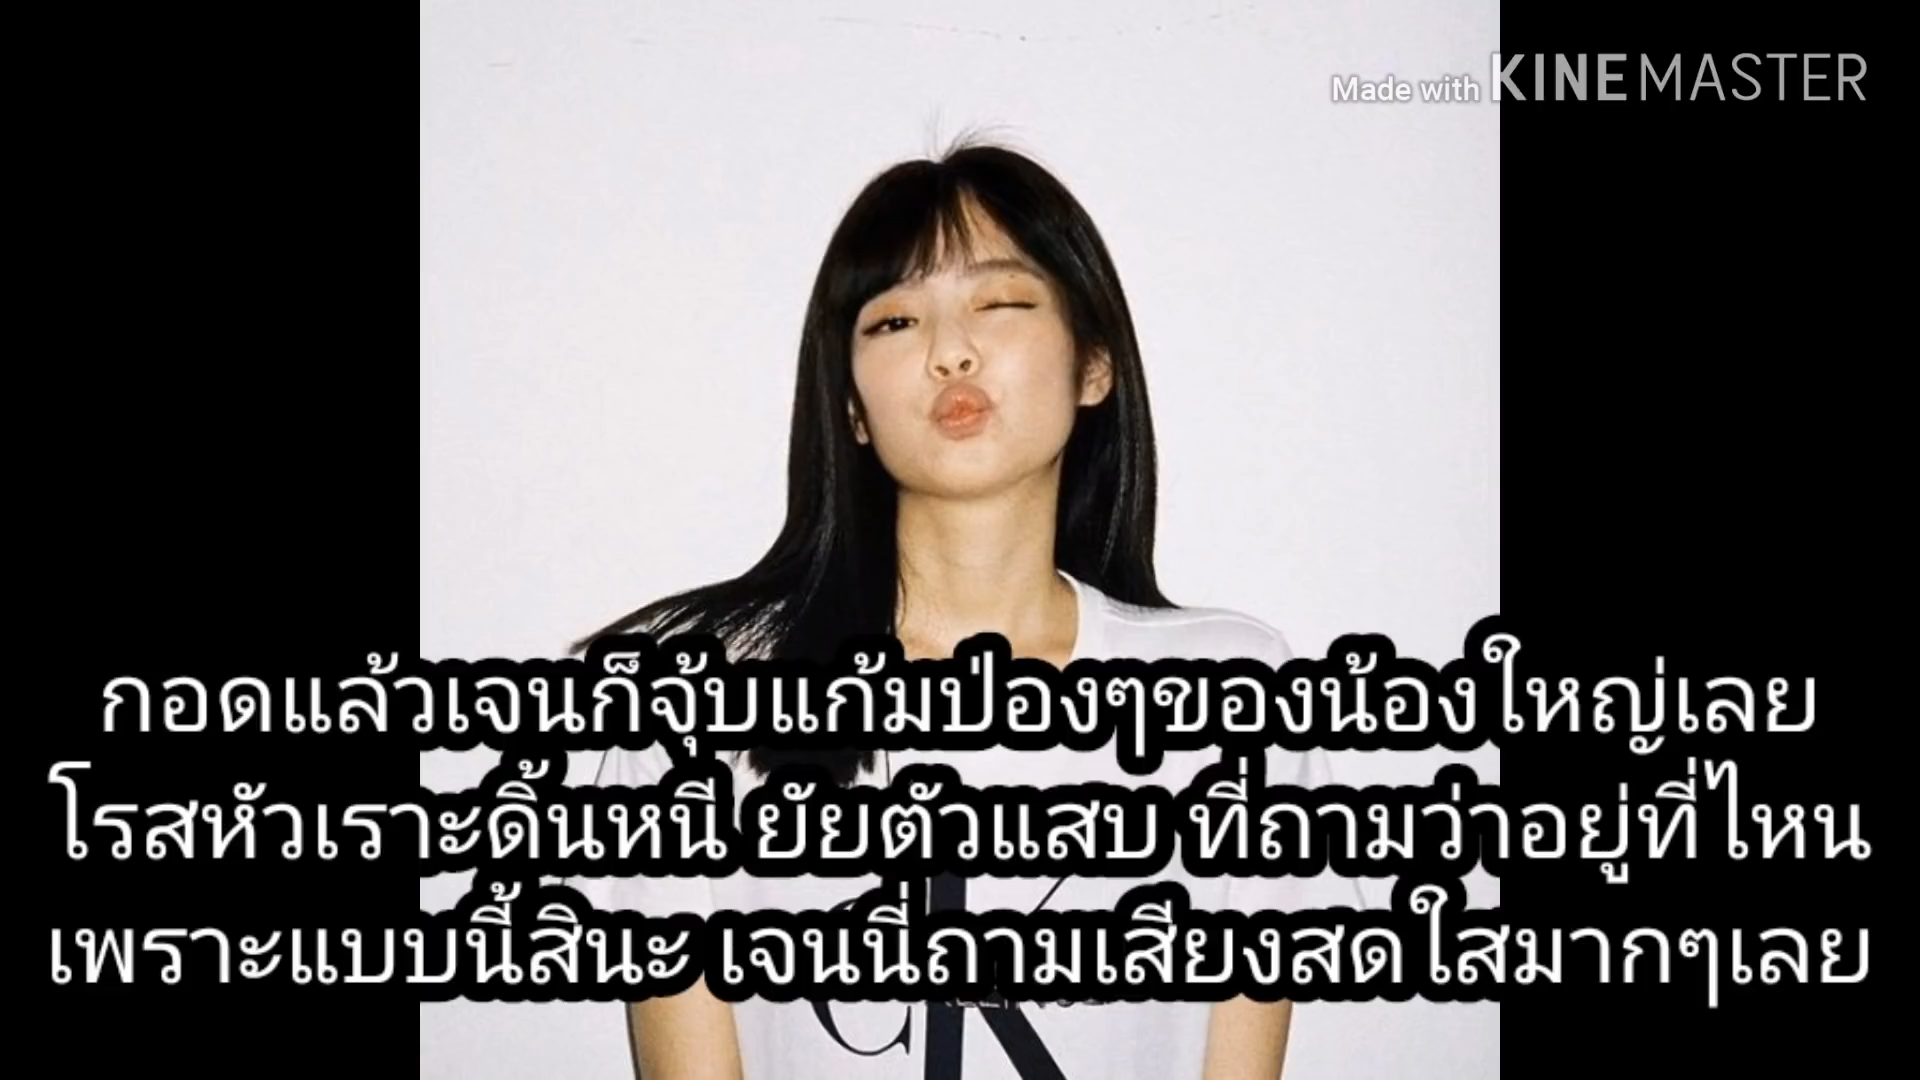 Made with KINEMASTER
กอดแล้วเจนก็จุ้บแก้มป่องๆของน้องใหญ่เลย
โรสหัวเราะดิ้นหนี ยัยตัวแสบ ที่ถามว่าอยู่ที่ไหน
เพราะแบบนี้สินะ เจนนี่ถามเสียงสดใสมากๆเลย
CK